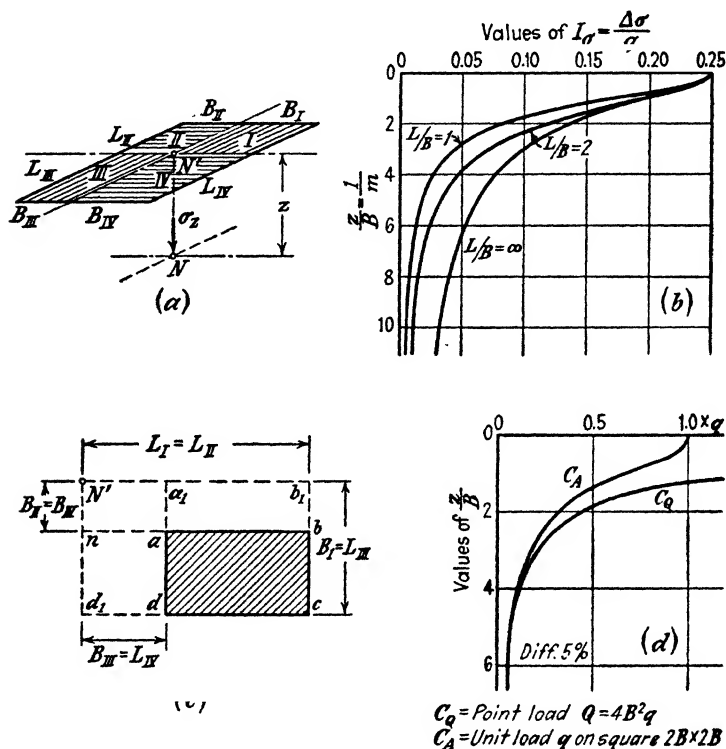 B_II B_I
L_II II I
L_III III N' IV L_IV
B_III B_IV σ_z z
N
(a)
Values of I_σ = Δσ/q
0 0.05 0.10 0.15 0.20 0.25
0
2
4
6
8
10
z/B = 1/m
L/B=1
L/B=2
L/B=∞
(b)
L_I = L_II
N' a_1 b_1
B_II=B_III
n a b
B_I=L_III
d_1 d c
B_III=L_IV
0 0.5 1.0 × q
0
2
4
6
Values of z/B
C_A
C_Q
Diff. 5%
(d)
C_Q = Point load Q = 4B²q
C_A = Unit load q on square 2B×2B